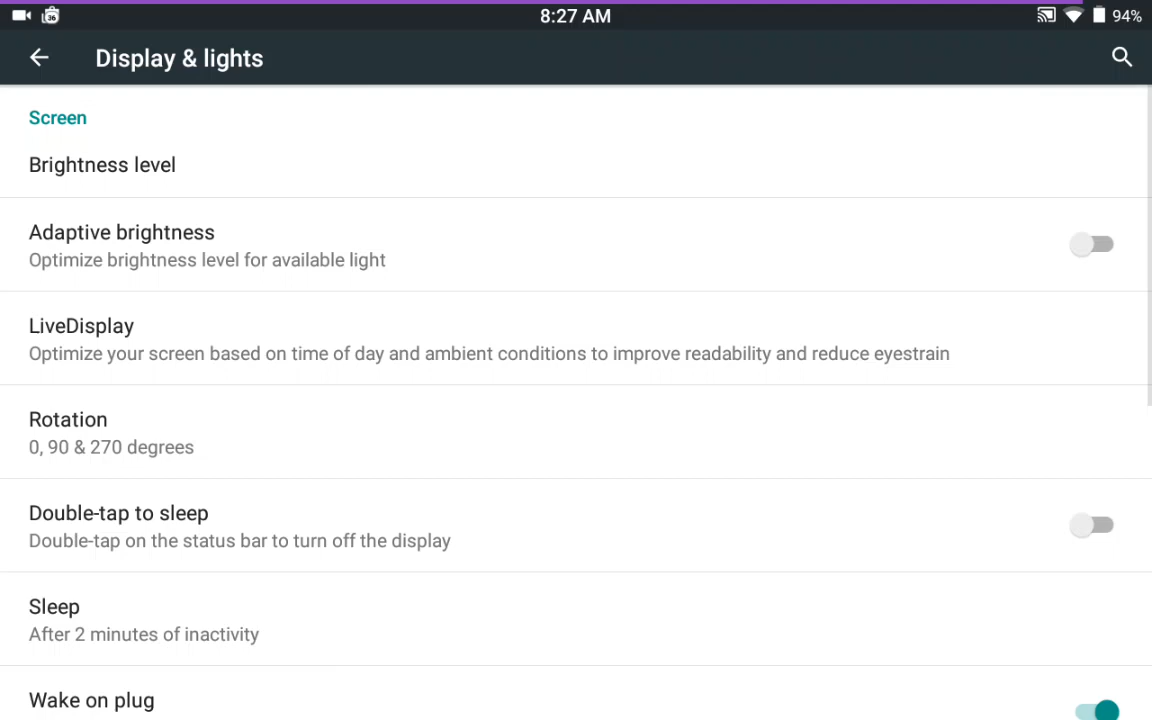 36
8:27 AM
94%
Display & lights
Screen
Brightness level
Adaptive brightness
Optimize brightness level for available light
LiveDisplay
Optimize your screen based on time of day and ambient conditions to improve readability and reduce eyestrain
Rotation
0, 90 & 270 degrees
Double-tap to sleep
Double-tap on the status bar to turn off the display
Sleep
After 2 minutes of inactivity
Wake on plug